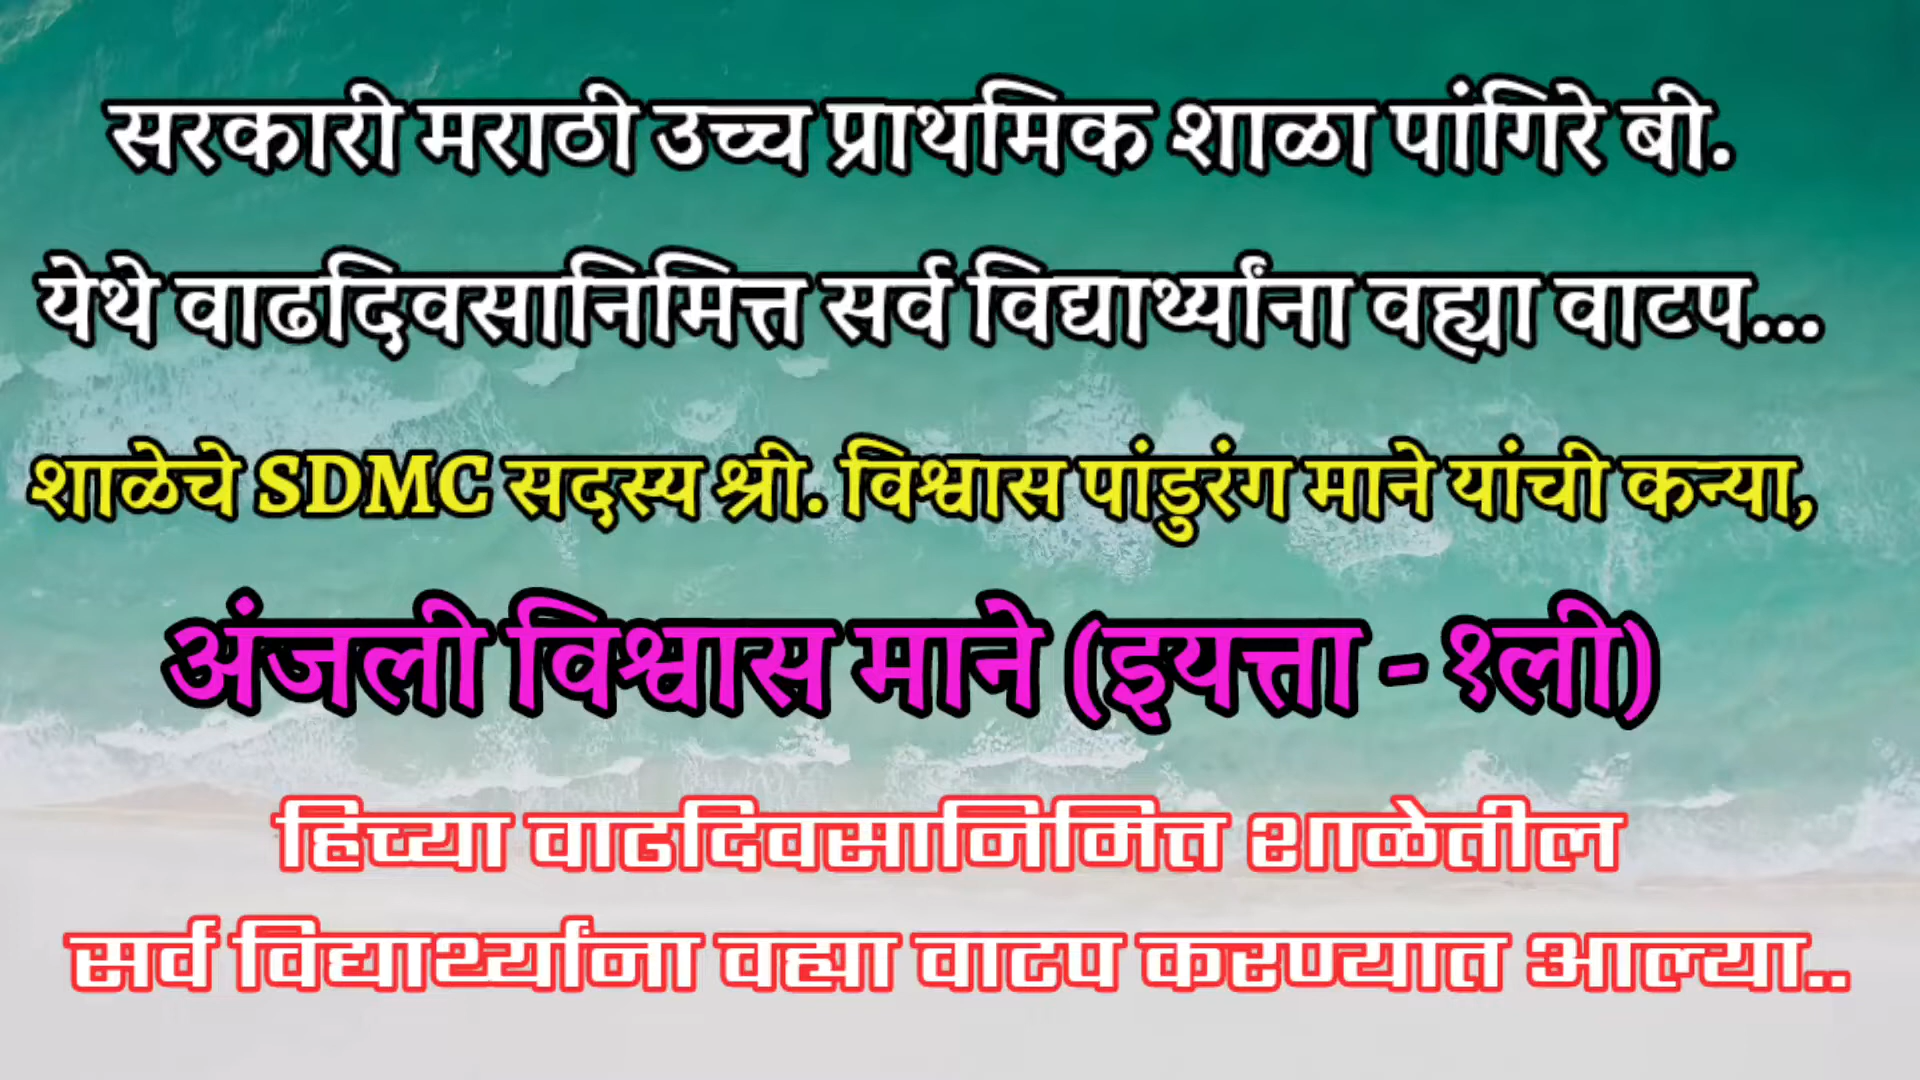 सरकारी मराठी उच्च प्राथमिक शाळा पांगिरे बी.
येथे वाढदिवसानिमित्त सर्व विद्यार्थ्यांना वह्या वाटप...
शाळेचे SDMC सदस्य श्री. विश्वास पांडुरंग माने यांची कन्या,
अंजली विश्वास माने (इयत्ता - १ली)
हिच्या वाढदिवसानिमित्त शाळेतील
सर्व विद्यार्थ्यांना वह्या वाटप करण्यात आल्या..